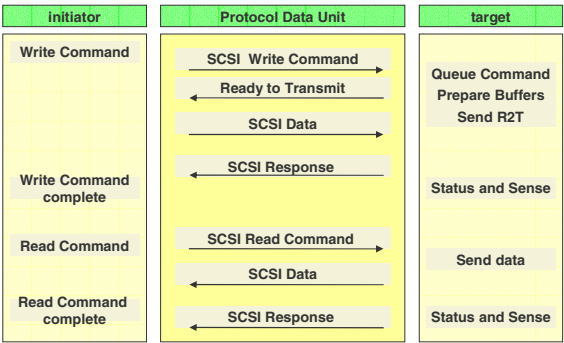 initiator
Protocol Data Unit
target
Write Command
SCSI Write Command
Ready to Transmit
Queue Command
Prepare Buffers
Send R2T
SCSI Data
SCSI Response
Write Command
complete
Status and Sense
Read Command
SCSI Read Command
Send data
SCSI Data
Read Command
complete
SCSI Response
Status and Sense